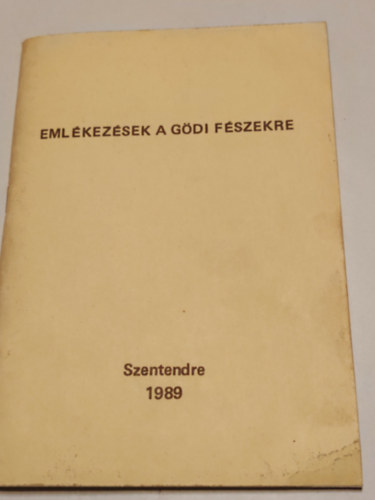 EMLÉKEZÉSEK A GÖDI FÉSZEKRE
Szentendre
1989